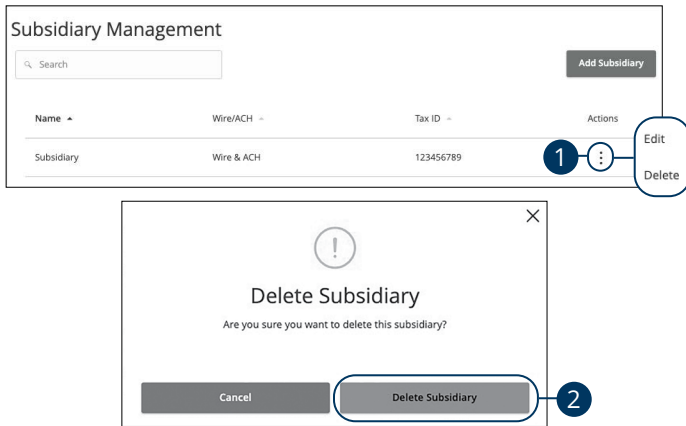 Subsidiary Management
Search
Add Subsidiary
Name Wire/ACH Tax ID Actions
Edit
Subsidiary Wire & ACH 123456789 1
Delete
!
Delete Subsidiary
Are you sure you want to delete this subsidiary?
Cancel Delete Subsidiary 2